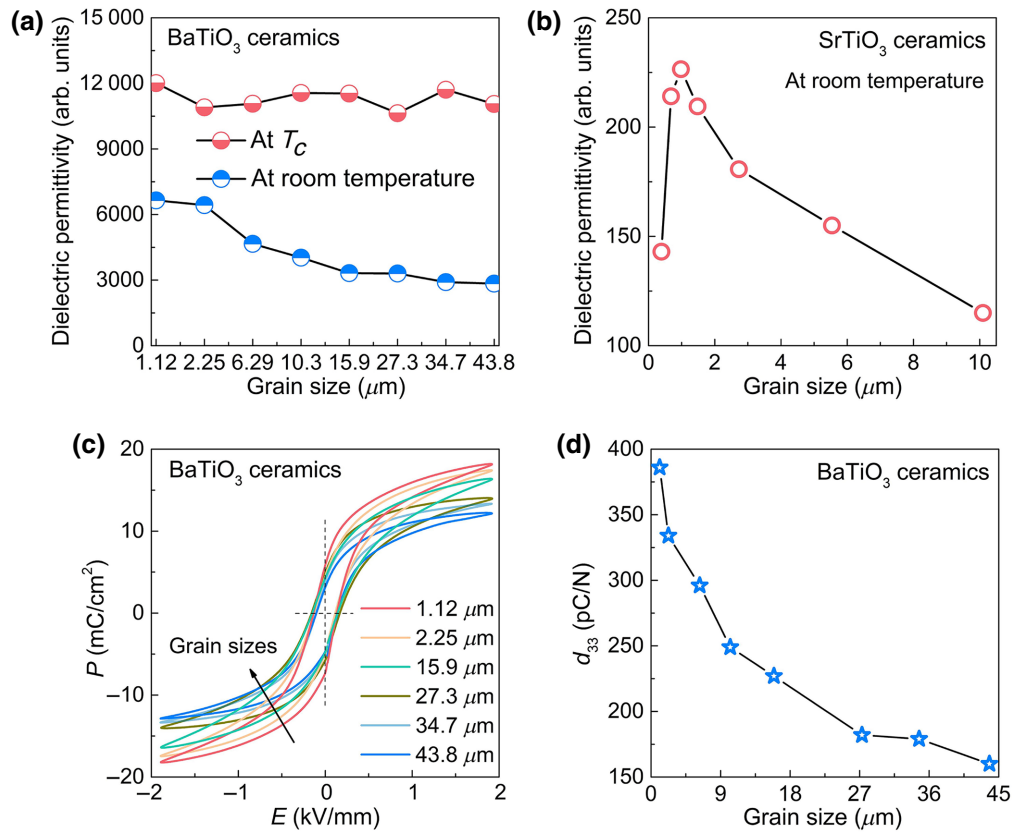 (a)
15 000
12 000
9000
6000
3000
0
Dielectric permittivity (arb. units)
BaTiO₃ ceramics
At T_C
At room temperature
1.12 2.25 6.29 10.3 15.9 27.3 34.7 43.8
Grain size (μm)
(b)
250
200
150
100
Dielectric permittivity (arb. units)
SrTiO₃ ceramics
At room temperature
0 2 4 6 8 10
Grain size (μm)
(c)
20
10
0
–10
–20
P (mC/cm²)
BaTiO₃ ceramics
Grain sizes
1.12 μm
2.25 μm
15.9 μm
27.3 μm
34.7 μm
43.8 μm
–2 –1 0 1 2
E (kV/mm)
(d)
400
350
300
250
200
150
d₃₃ (pC/N)
BaTiO₃ ceramics
0 9 18 27 36 45
Grain size (μm)